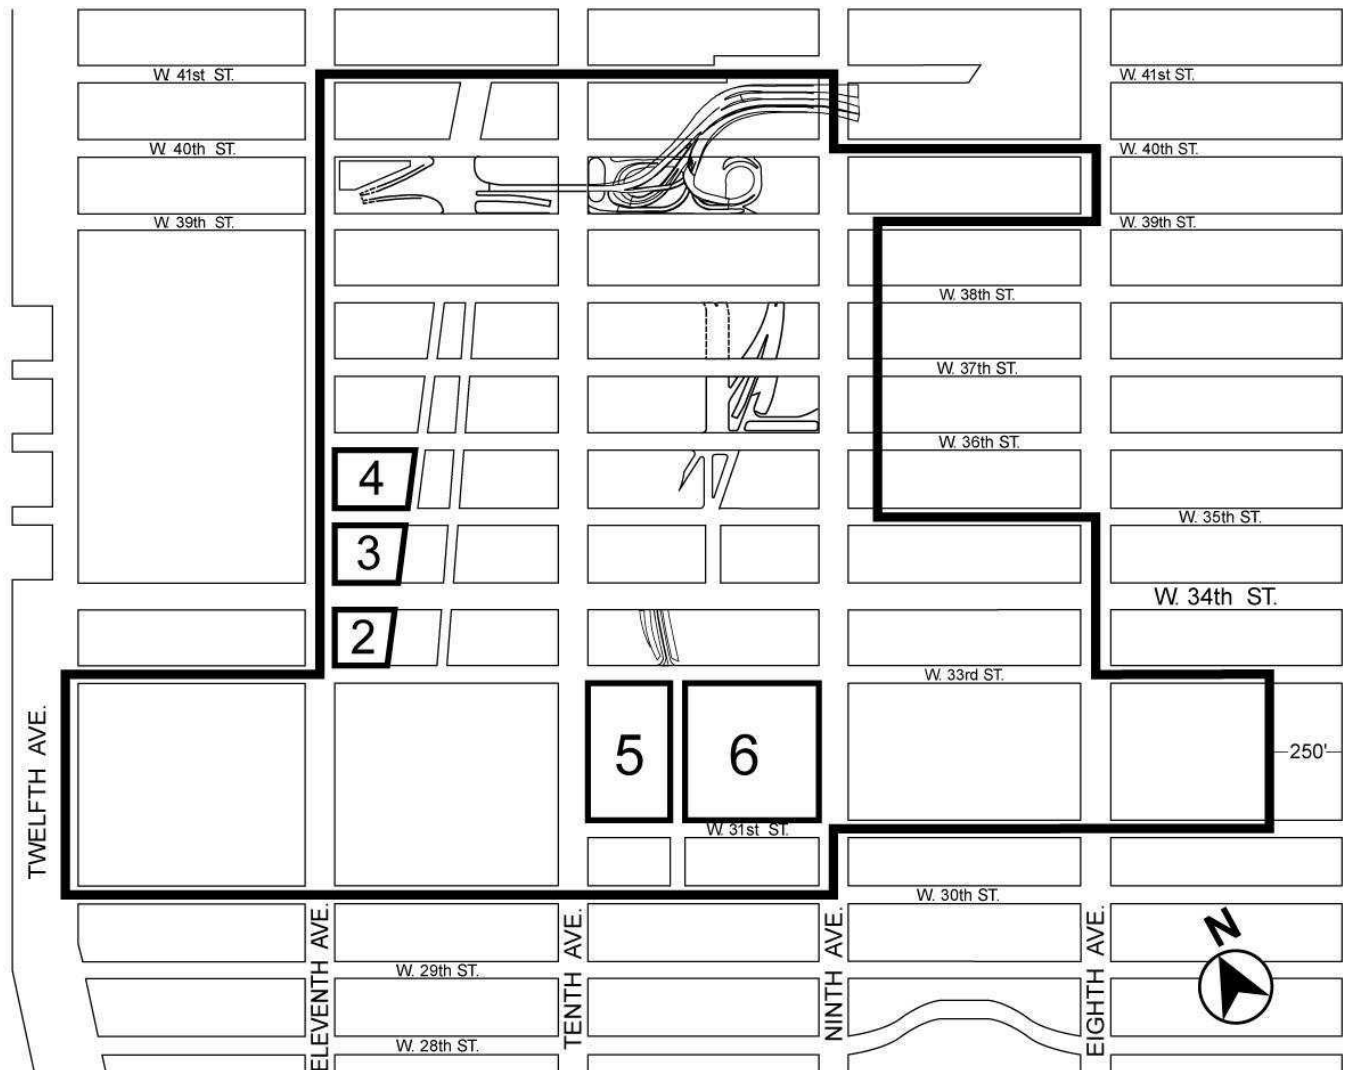 W. 41st ST.
W. 41st ST.
W. 40th ST.
W. 40th ST.
W. 39th ST.
W. 39th ST.
W. 38th ST.
W. 37th ST.
W. 36th ST.
4
W. 35th ST.
3
W. 34th ST.
2
W. 33rd ST.
TWELFTH AVE.
5
6
250'
W. 31st ST.
W. 30th ST.
ELEVENTH AVE.
TENTH AVE.
NINTH AVE.
EIGHTH AVE.
N
W. 29th ST.
W. 28th ST.